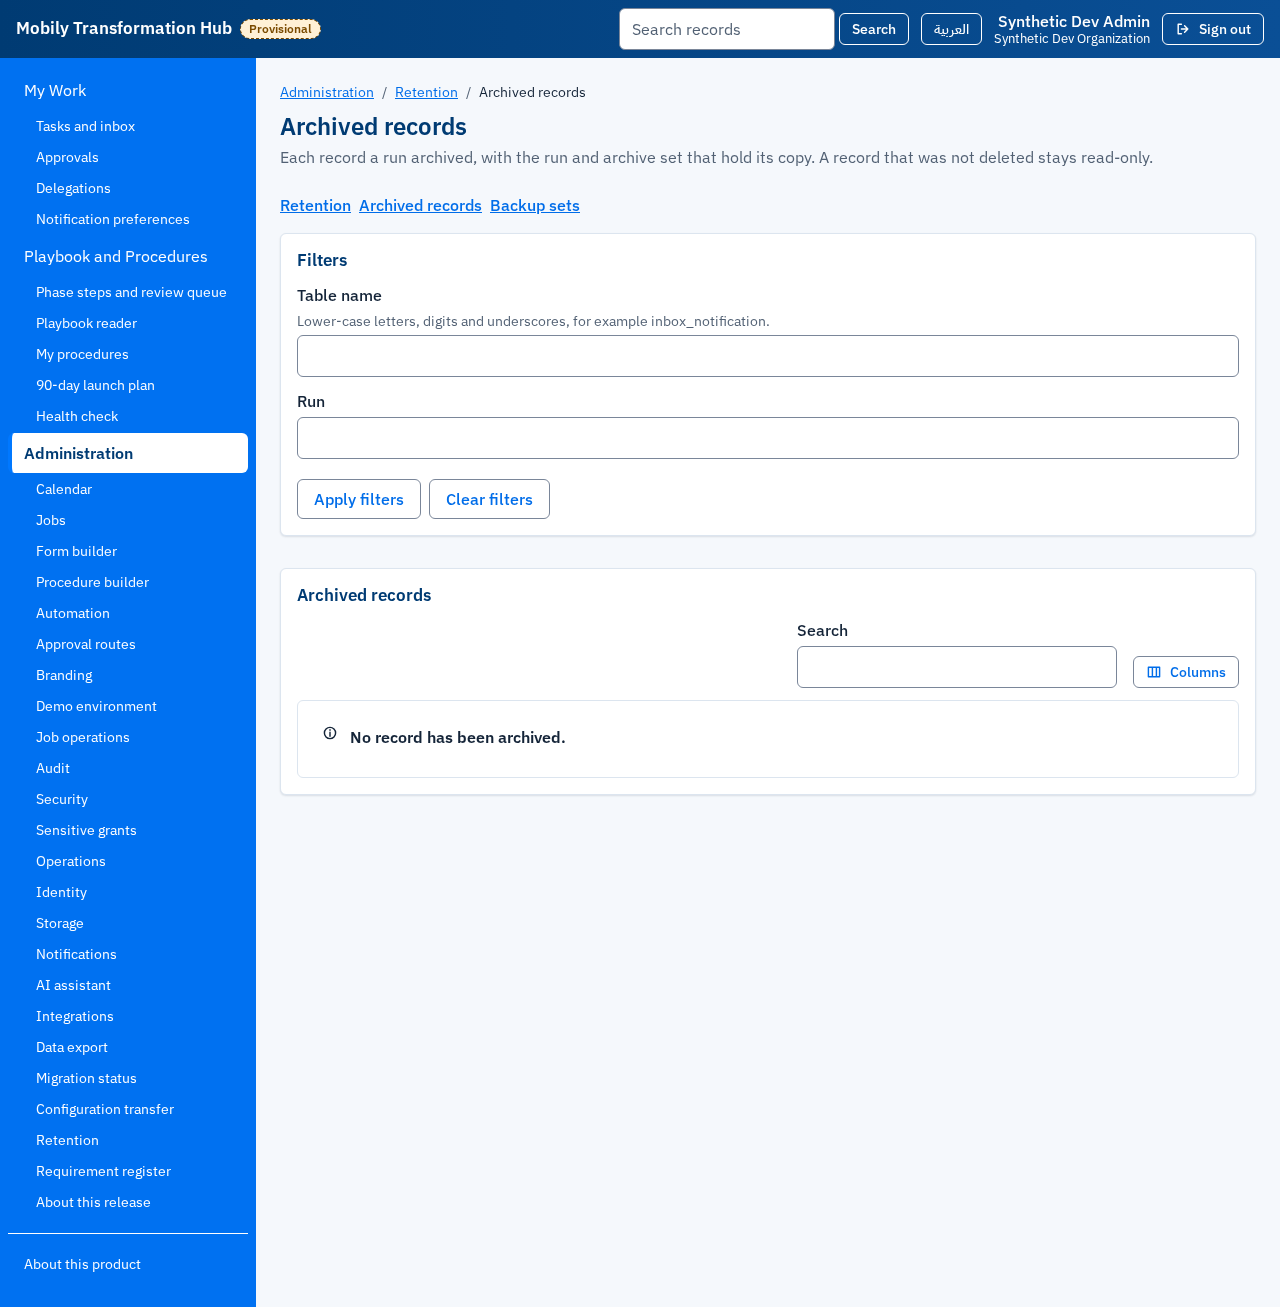 Mobily Transformation Hub
Provisional
Search records
Search
العربية
Synthetic Dev Admin
Synthetic Dev Organization
Sign out
My Work
Tasks and inbox
Approvals
Delegations
Notification preferences
Playbook and Procedures
Phase steps and review queue
Playbook reader
My procedures
90-day launch plan
Health check
Administration
Calendar
Jobs
Form builder
Procedure builder
Automation
Approval routes
Branding
Demo environment
Job operations
Audit
Security
Sensitive grants
Operations
Identity
Storage
Notifications
AI assistant
Integrations
Data export
Migration status
Configuration transfer
Retention
Requirement register
About this release
About this product
Administration / Retention / Archived records
Archived records
Each record a run archived, with the run and archive set that hold its copy. A record that was not deleted stays read-only.
Retention Archived records Backup sets
Filters
Table name
Lower-case letters, digits and underscores, for example inbox_notification.
Run
Apply filters Clear filters
Archived records
Search
Columns
No record has been archived.